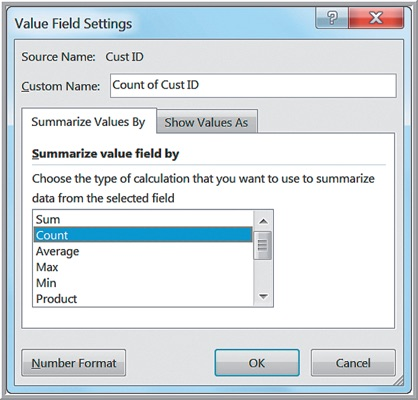 Value Field Settings
Source Name: Cust ID
Custom Name: Count of Cust ID
Summarize Values By Show Values As
Summarize value field by
Choose the type of calculation that you want to use to summarize
data from the selected field
Sum
Count
Average
Max
Min
Product
Number Format OK Cancel